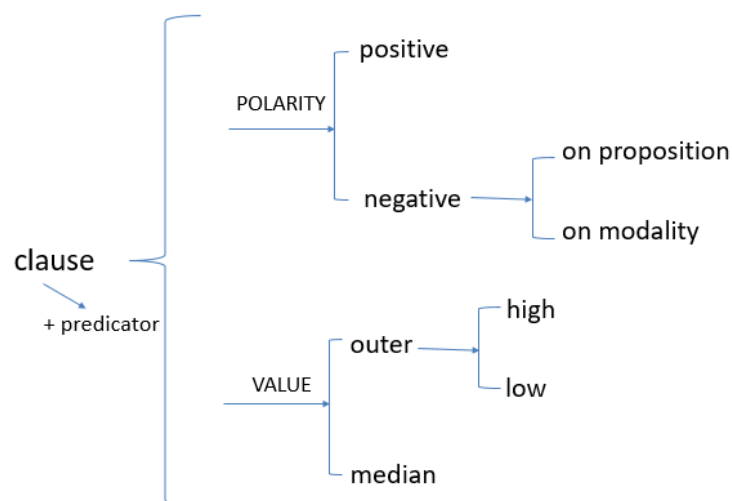 positive
POLARITY
on proposition
negative
on modality
clause
+ predicator
high
outer
low
VALUE
median